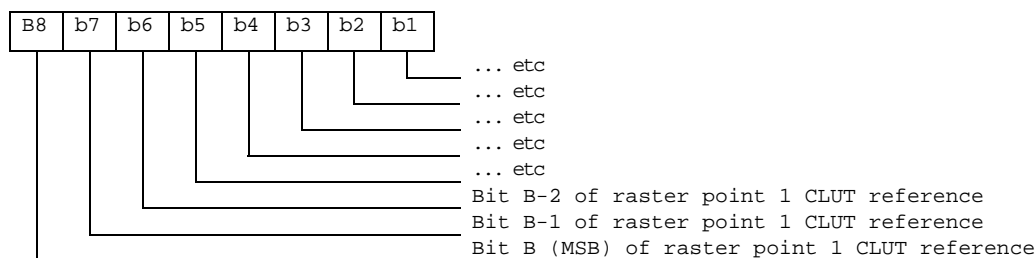 B8 b7 b6 b5 b4 b3 b2 b1
... etc
... etc
... etc
... etc
... etc
Bit B-2 of raster point 1 CLUT reference
Bit B-1 of raster point 1 CLUT reference
Bit B (MSB) of raster point 1 CLUT reference